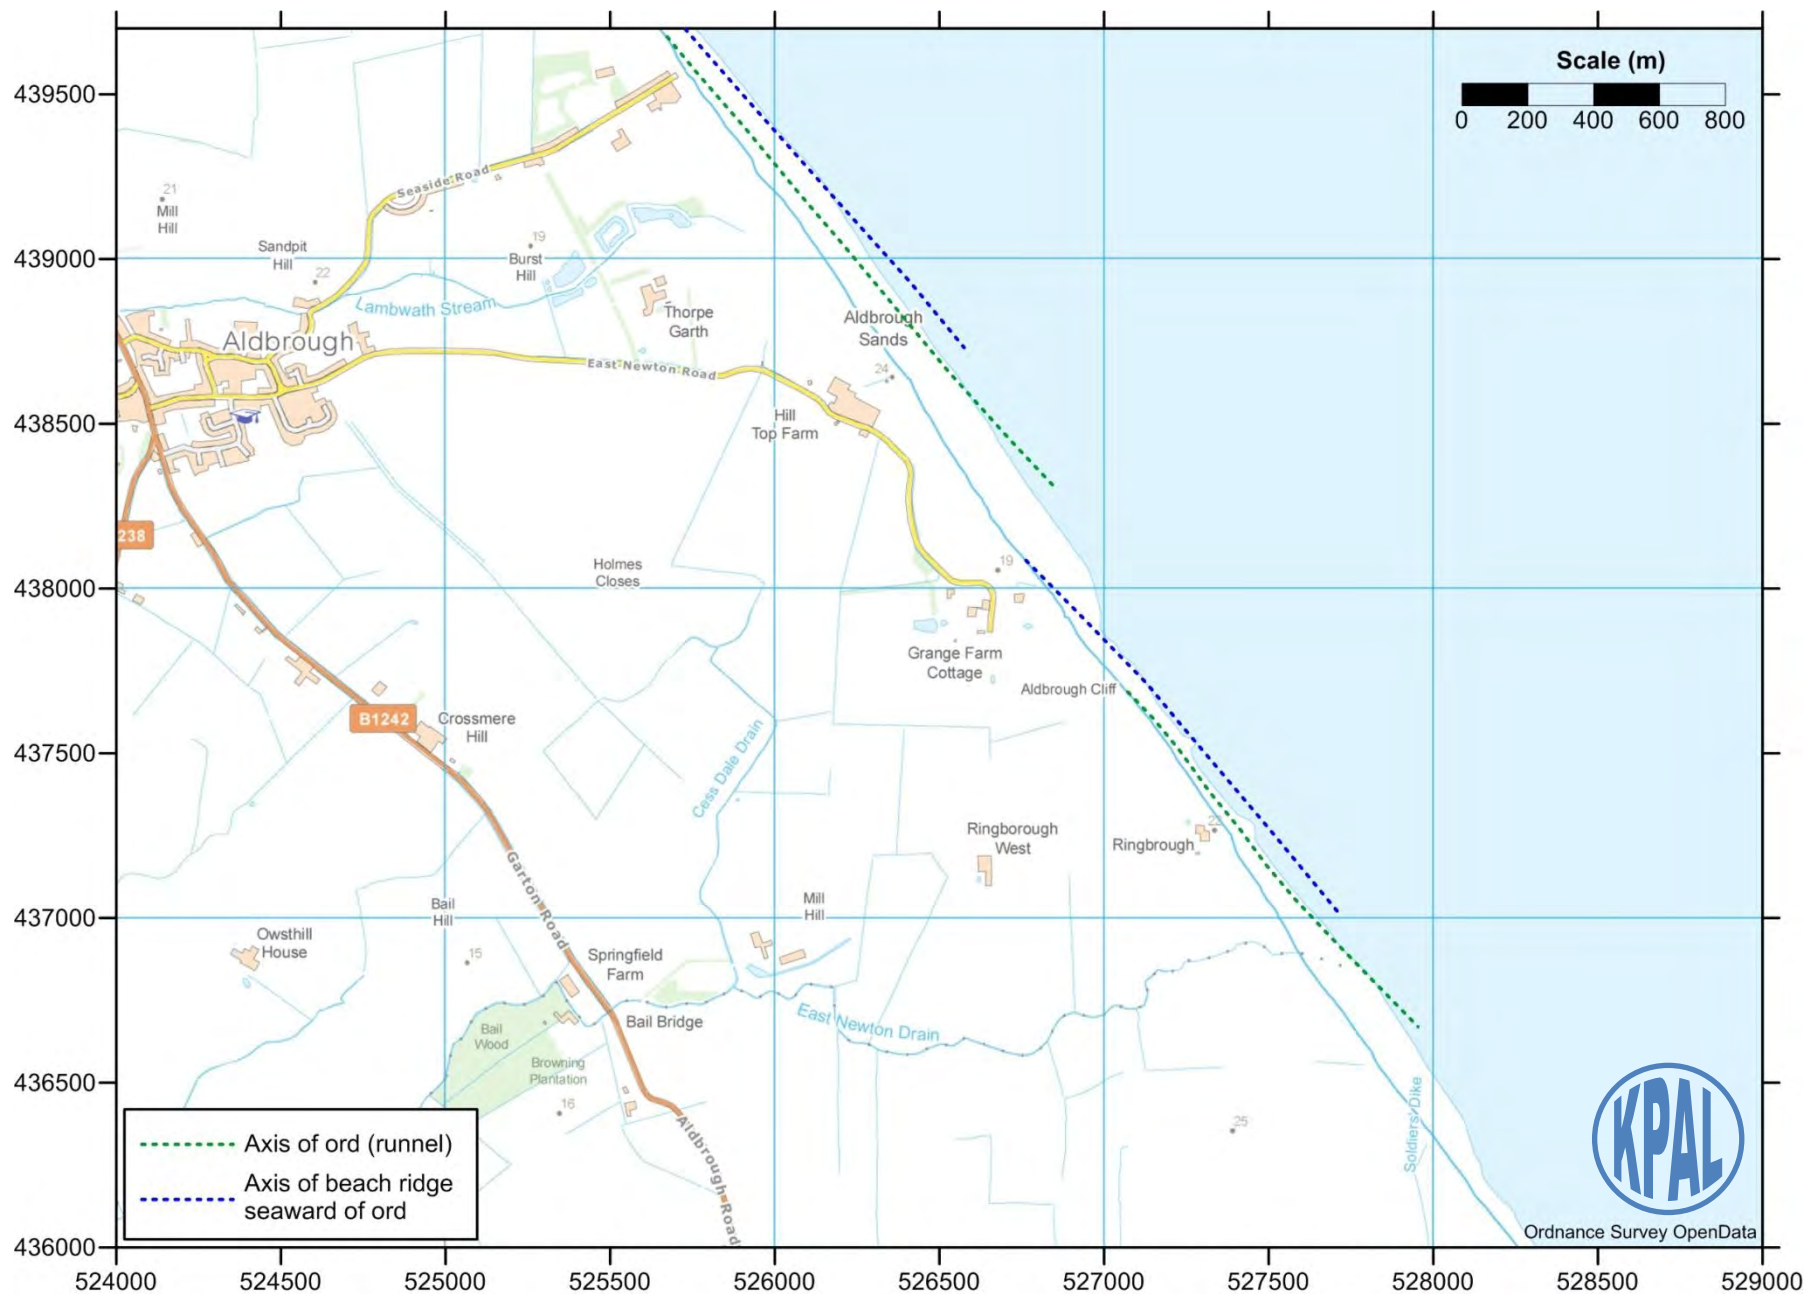 Scale (m)
0 200 400 600 800
439500
439000
438500
438000
437500
437000
436500
436000
524000 524500 525000 525500 526000 526500 527000 527500 528000 528500 529000
Seaside Road
21
Mill
Hill
Sandpit
Hill
22
19
Burst
Hill
Lambwath Stream
Thorpe
Garth
Aldbrough
Sands
Aldbrough
East Newton Road
24
Hill
Top Farm
238
Holmes
Closes
19
Grange Farm
Cottage
Aldbrough Cliff
B1242
Crossmere
Hill
Cess Dale Drain
Ringborough
West
Ringbrough
22
Garton Road
Bail
Hill
Mill
Hill
Owsthill
House
15
Springfield
Farm
Bail Bridge
East Newton Drain
Bail
Wood
Browning
Plantation
16
Aldbrough Road
25
Soldiers' Dike
Axis of ord (runnel)
Axis of beach ridge
seaward of ord
KPAL
Ordnance Survey OpenData